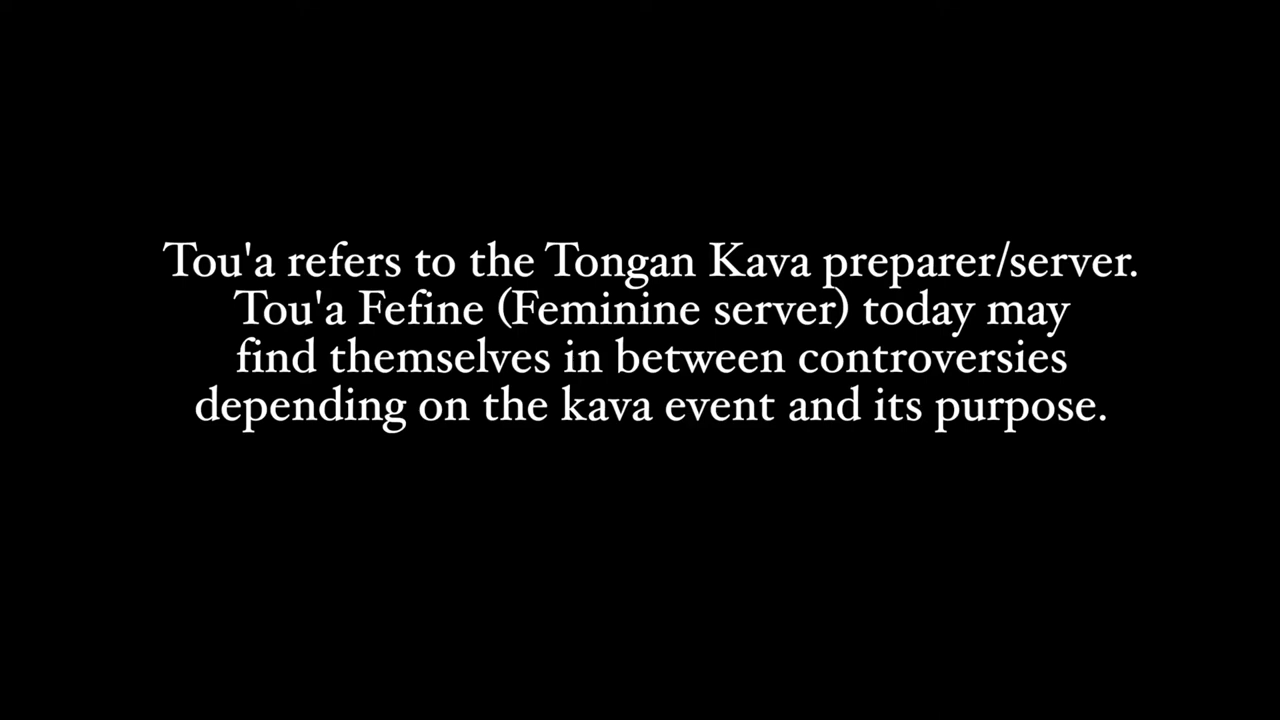 Tou'a refers to the Tongan Kava preparer/server.
Tou'a Fefine (Feminine server) today may
find themselves in between controversies
depending on the kava event and its purpose.